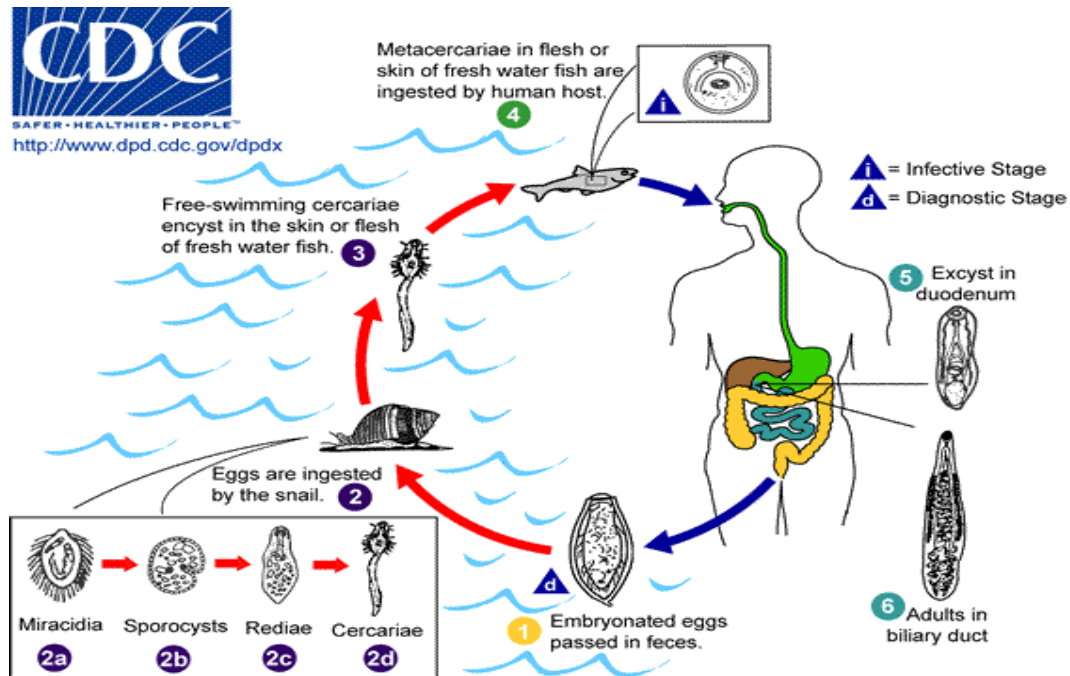 CDC
SAFER•HEALTHIER•PEOPLE™
http://www.dpd.cdc.gov/dpdx
Metacercariae in flesh or
skin of fresh water fish are
ingested by human host.
4
i
i = Infective Stage
d = Diagnostic Stage
Free-swimming cercariae
encyst in the skin or flesh
of fresh water fish. 3
5 Excyst in
duodenum
Eggs are ingested
by the snail. 2
Miracidia
2a
Sporocysts
2b
Rediae
2c
Cercariae
2d
d
1 Embryonated eggs
passed in feces.
6 Adults in
biliary duct